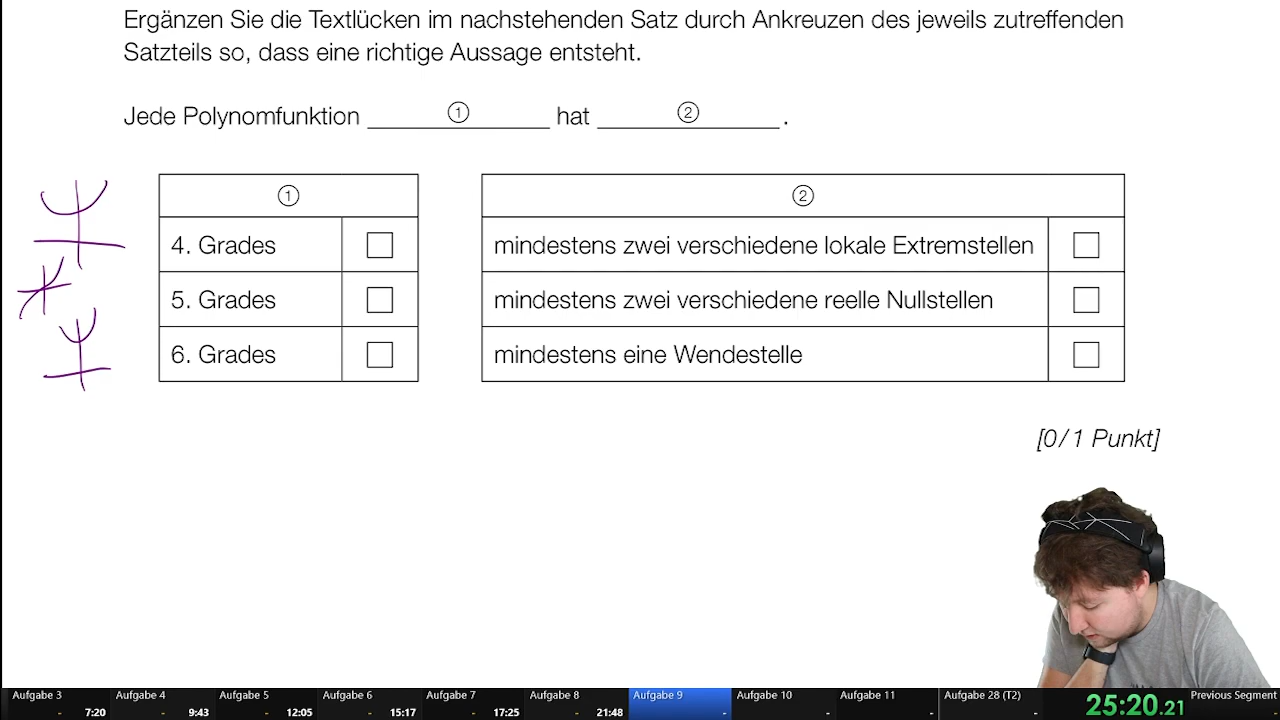 Ergänzen Sie die Textlücken im nachstehenden Satz durch Ankreuzen des jeweils zutreffenden
Satzteils so, dass eine richtige Aussage entsteht.
Jede Polynomfunktion ① hat ② .
①
4. Grades
5. Grades
6. Grades
②
mindestens zwei verschiedene lokale Extremstellen
mindestens zwei verschiedene reelle Nullstellen
mindestens eine Wendestelle
[0/1 Punkt]
Aufgabe 3 Aufgabe 4 Aufgabe 5 Aufgabe 6 Aufgabe 7 Aufgabe 8 Aufgabe 9 Aufgabe 10 Aufgabe 11 Aufgabe 28 (T2) 25:20.21 Previous Segment
- 7:20 - 9:43 - 12:05 - 15:17 - 17:25 - 21:48 - - - - -